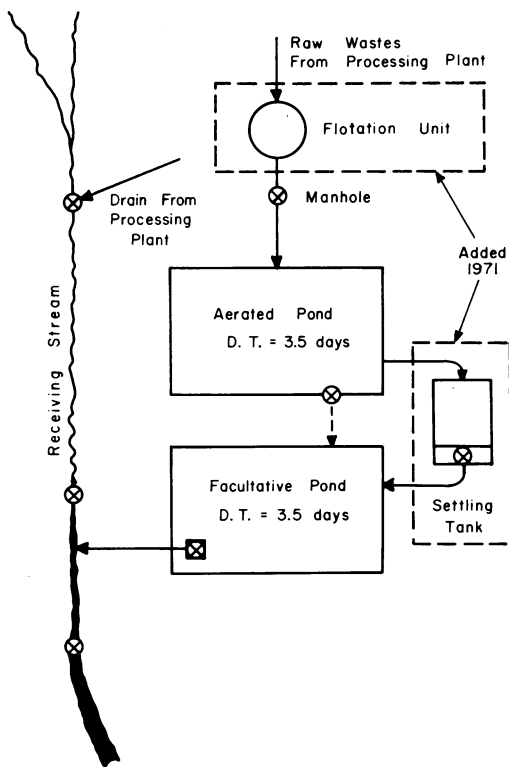 Raw Wastes
From Processing Plant
Flotation Unit
Drain From
Processing
Plant
Manhole
Added
1971
Receiving Stream
Aerated Pond
D. T. = 3.5 days
Facultative Pond
D. T. = 3.5 days
Settling
Tank